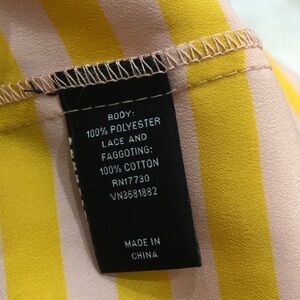 BODY:
100% POLYESTER
LACE AND
FAGGOTING:
100% COTTON
RN17730
VN3681882
MADE IN
CHINA